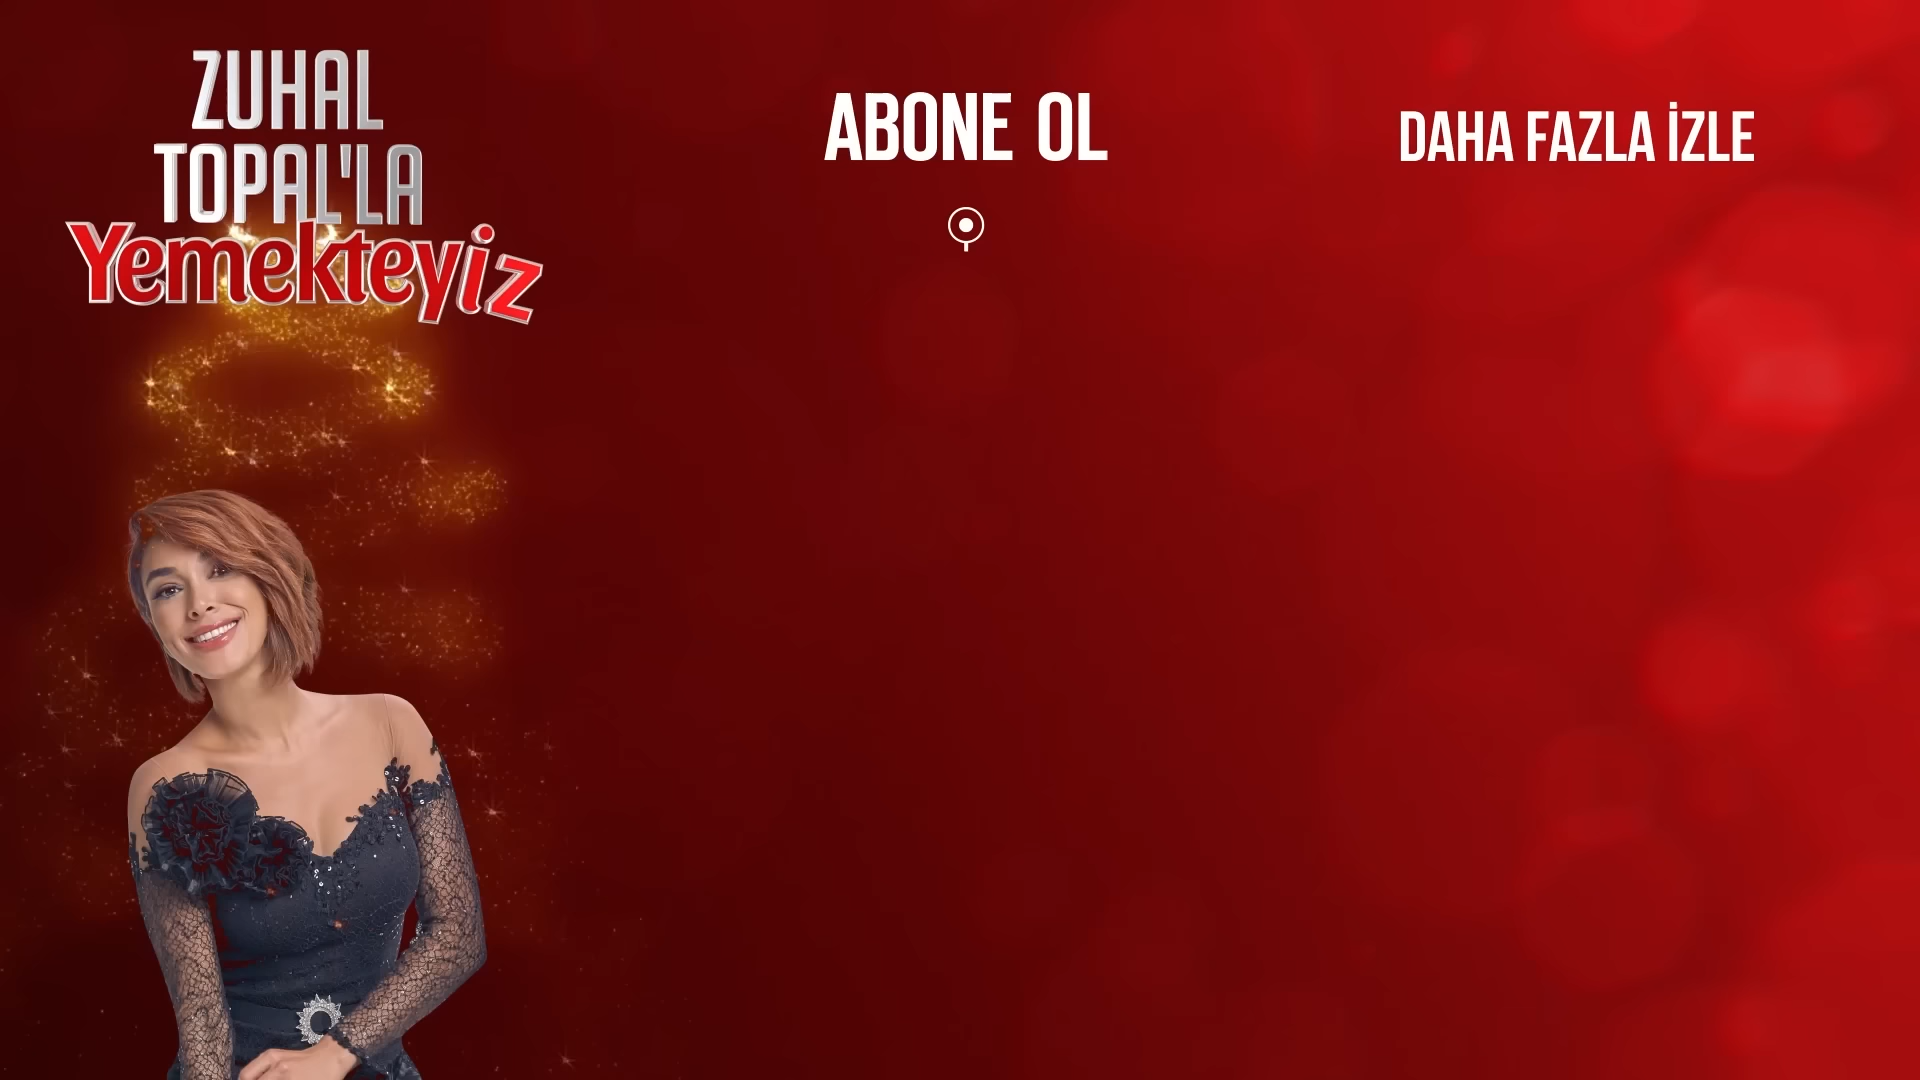 ZUHAL
TOPAL'LA
Yemekteyiz
ABONE OL
DAHA FAZLA İZLE